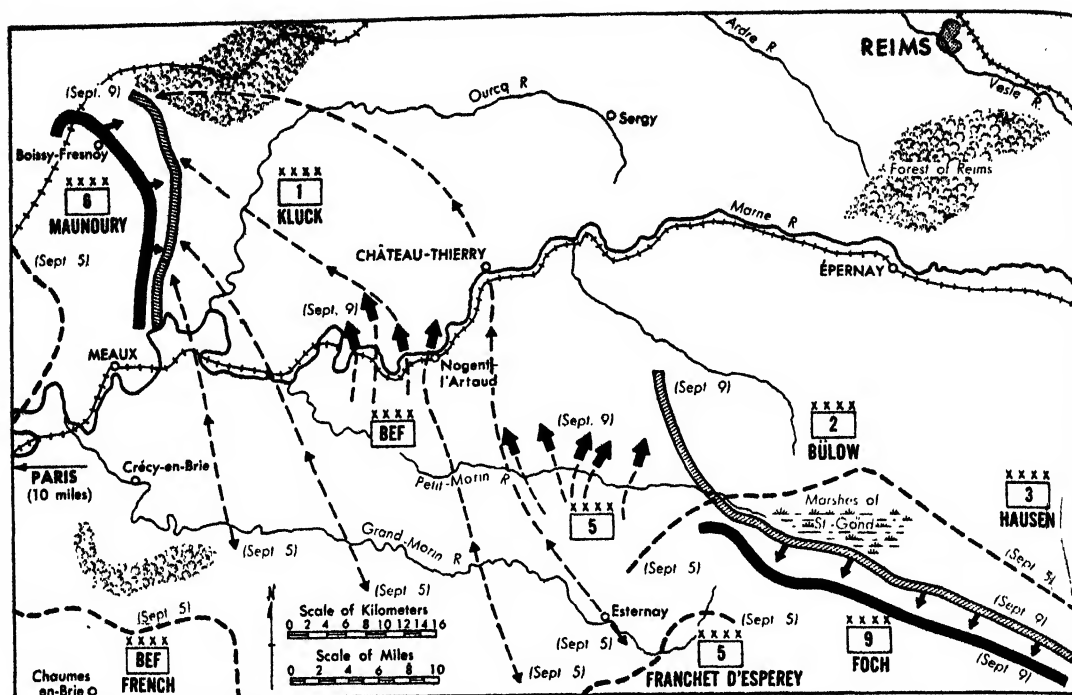 Ardre R
REIMS
Vesle R.
(Sept. 9)
Ourcq R
Sergy
Boissy-Fresnoy
Forest of Reims
XXXX
6
MAUNOURY
XXXX
1
KLUCK
Marne R
(Sept 5)
CHÂTEAU-THIERRY
ÉPERNAY
(Sept. 9)
MEAUX
Nogent-
l'Artaud
(Sept 9)
XXXX
BEF
(Sept. 9)
XXXX
2
BÜLOW
PARIS
(10 miles)
Crécy-en-Brie
Petit-Morin R
XXXX
5
Marshes of
St-Gond
XXXX
3
HAUSEN
Grand-Morin R
(Sept 5)
(Sept 5)
(Sept 5)
(Sept 5)
N
Scale of Kilometers
0 2 4 6 8 10 12 14 16
Scale of Miles
0 2 4 6 8 10
Esternay
(Sept 5)
(Sept 5)
(Sept 9)
(Sept 5)
XXXX
BEF
FRENCH
(Sept 5)
XXXX
5
FRANCHET D'ESPEREY
XXXX
9
FOCH
(Sept 9)
Chaumes
en-Brie